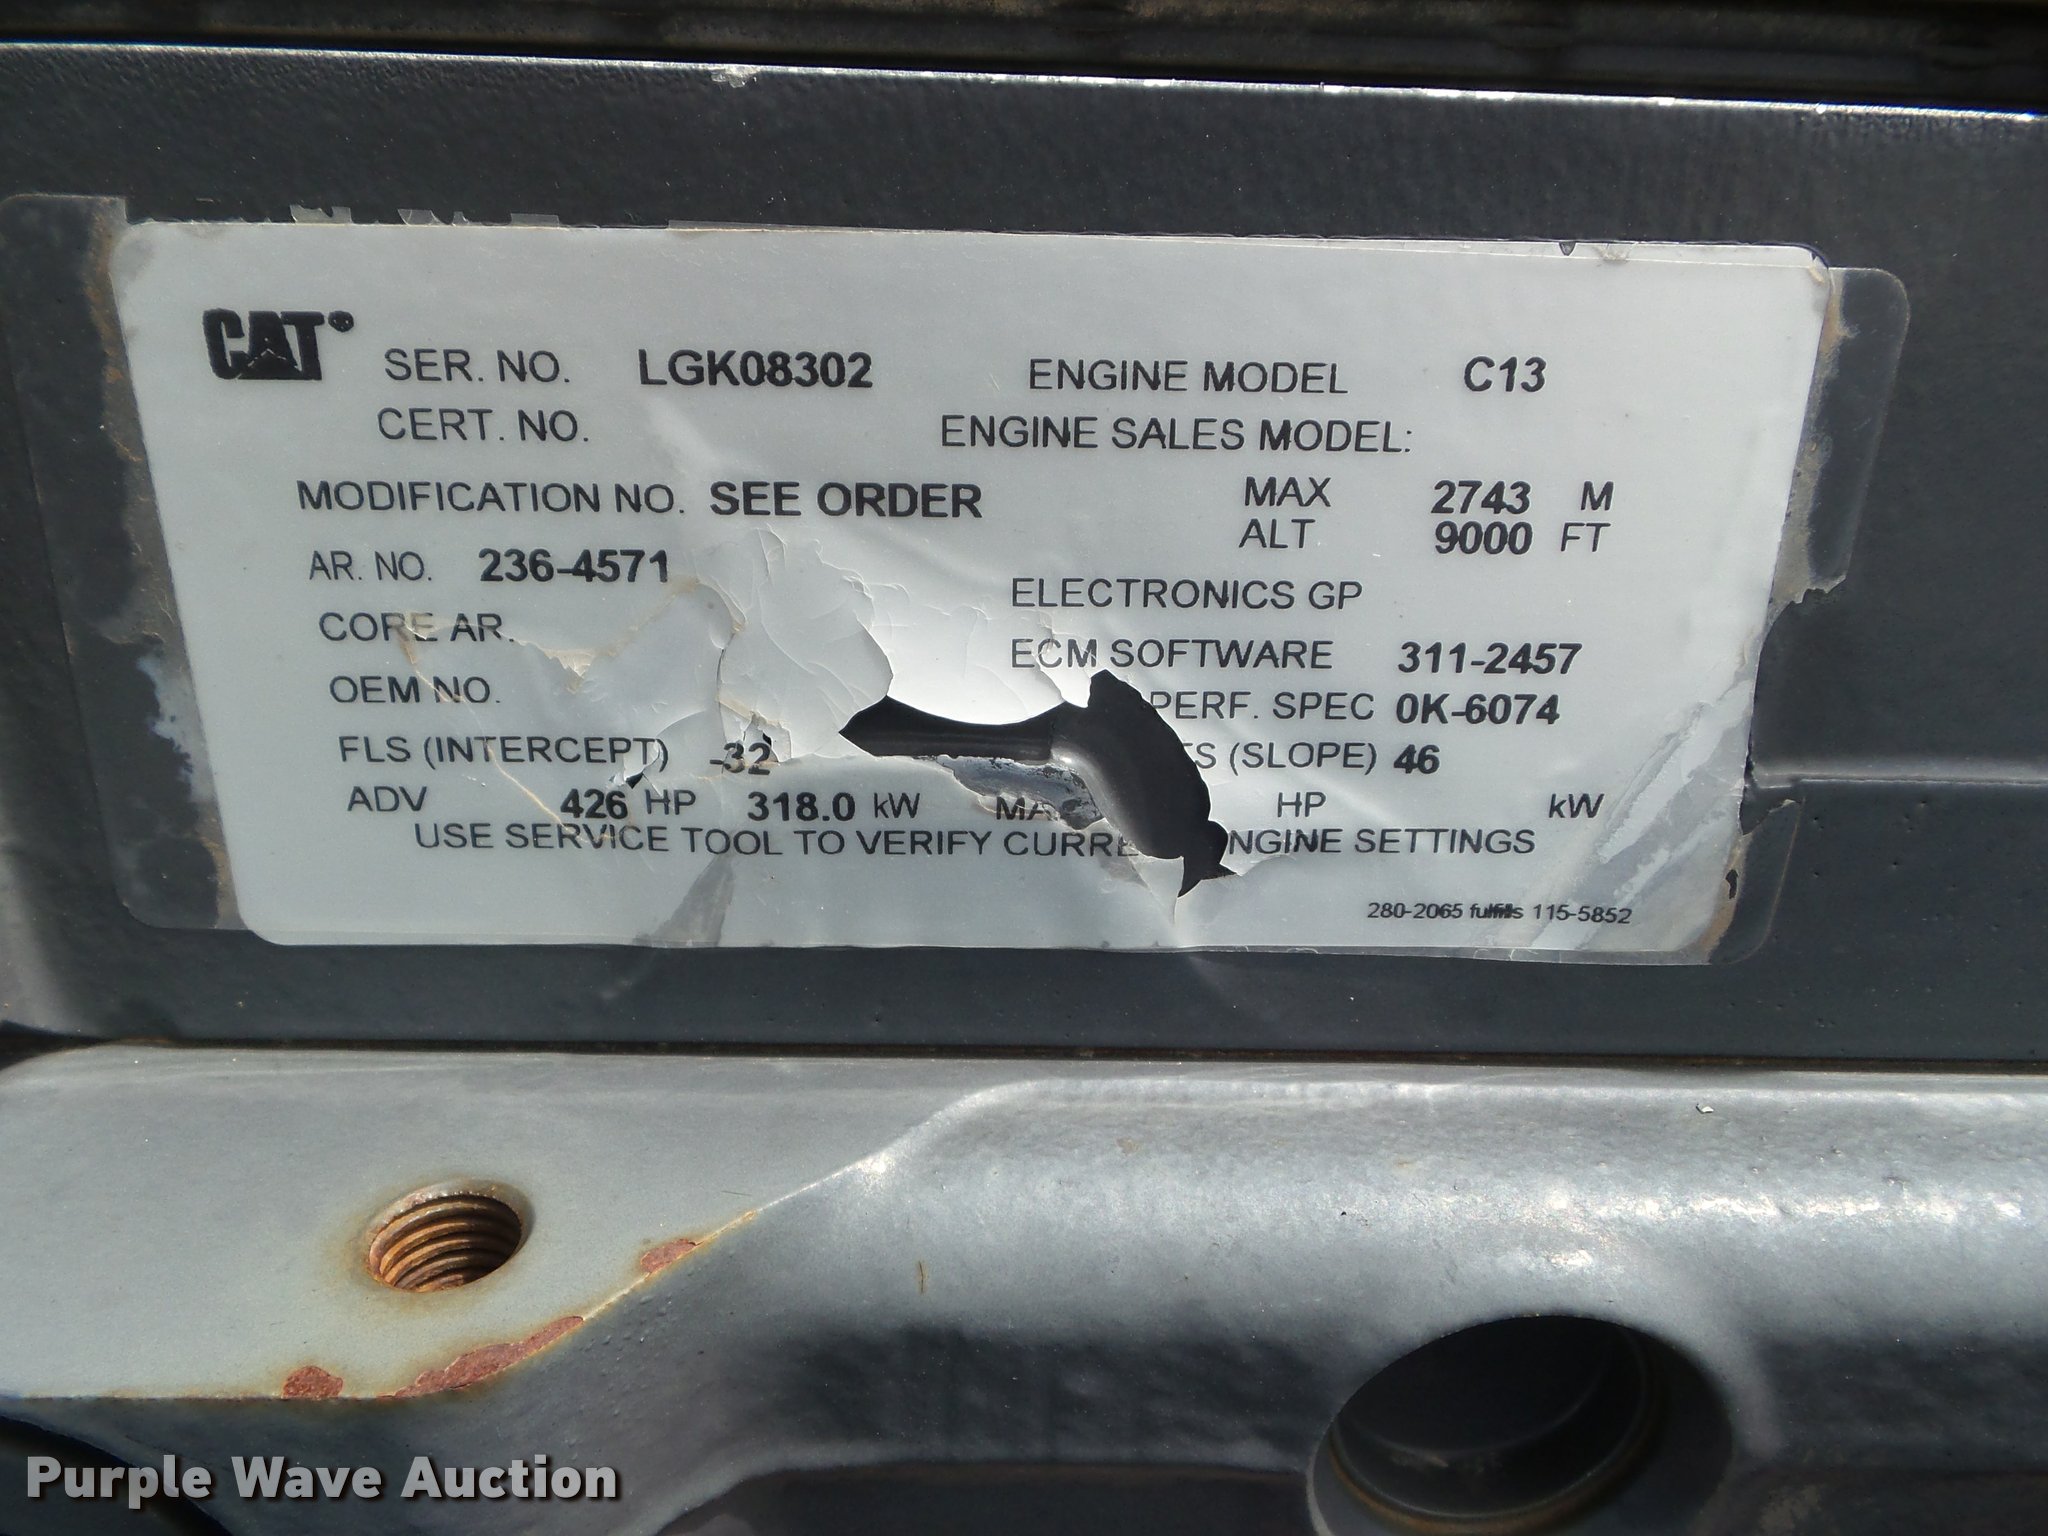 CAT® SER. NO. LGK08302 ENGINE MODEL C13
CERT. NO. ENGINE SALES MODEL:
MODIFICATION NO. SEE ORDER MAX 2743 M
ALT 9000 FT
AR. NO. 236-4571
ELECTRONICS GP
CORE AR.
ECM SOFTWARE 311-2457
OEM NO.
PERF. SPEC 0K-6074
FLS (INTERCEPT) -32 (SLOPE) 46
ADV 426 HP 318.0 kW HP kW
USE SERVICE TOOL TO VERIFY SETTINGS
280-2065 fulfills 115-5852
Purple Wave Auction